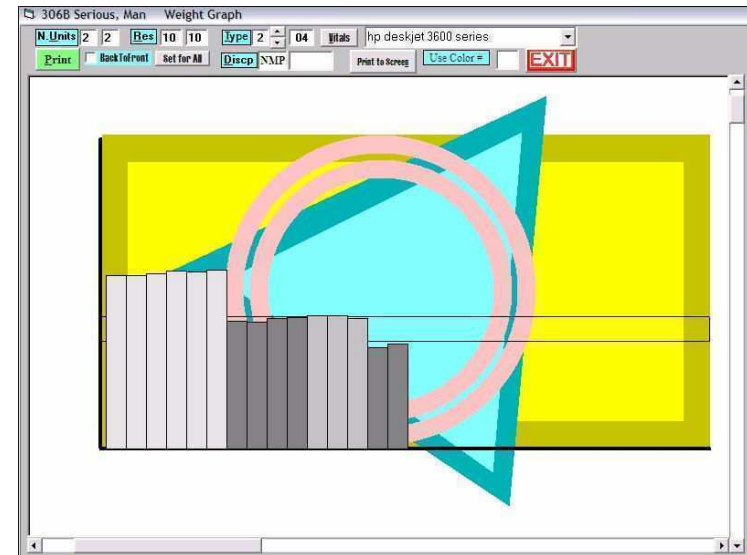 306B Serious, Man Weight Graph
N.Units 2 2 Res 10 10 Type 2 04 Vitals hp deskjet 3600 series
Print BackToFront Set for All Discp NMP Print to Screen Use Color = EXIT